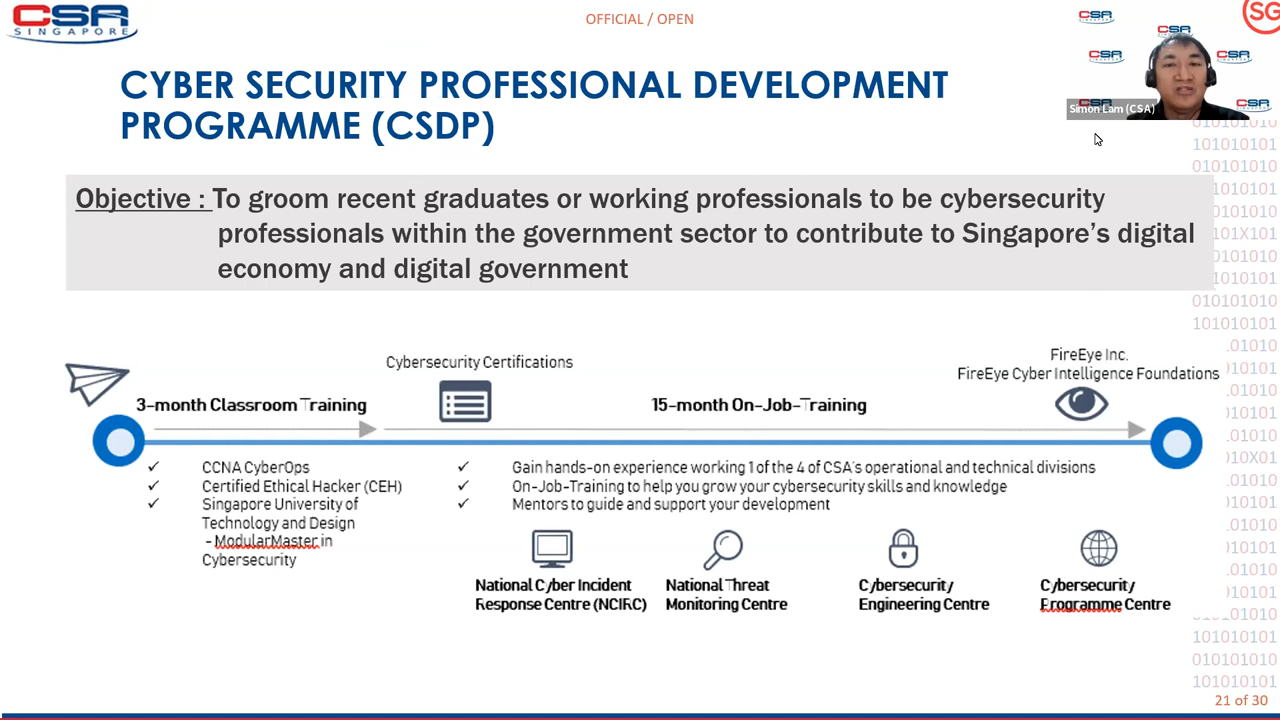 CSA
SINGAPORE
OFFICIAL / OPEN
SG
CYBER SECURITY PROFESSIONAL DEVELOPMENT
PROGRAMME (CSDP)
CSA
CSA
CSA
CSA
CSA
Simon Lam (CSA)
Objective : To groom recent graduates or working professionals to be cybersecurity
professionals within the government sector to contribute to Singapore's digital
economy and digital government
Cybersecurity Certifications
FireEye Inc.
FireEye Cyber Intelligence Foundations
3-month Classroom Training
15-month On-Job-Training
✓ CCNA CyberOps
✓ Certified Ethical Hacker (CEH)
✓ Singapore University of
Technology and Design
- ModularMaster in
Cybersecurity
✓ Gain hands-on experience working 1 of the 4 of CSA's operational and technical divisions
✓ On-Job-Training to help you grow your cybersecurity skills and knowledge
✓ Mentors to guide and support your development
National Cyber Incident
Response Centre (NCIRC)
National Threat
Monitoring Centre
Cybersecurity
Engineering Centre
Cybersecurity
Programme Centre
21 of 30